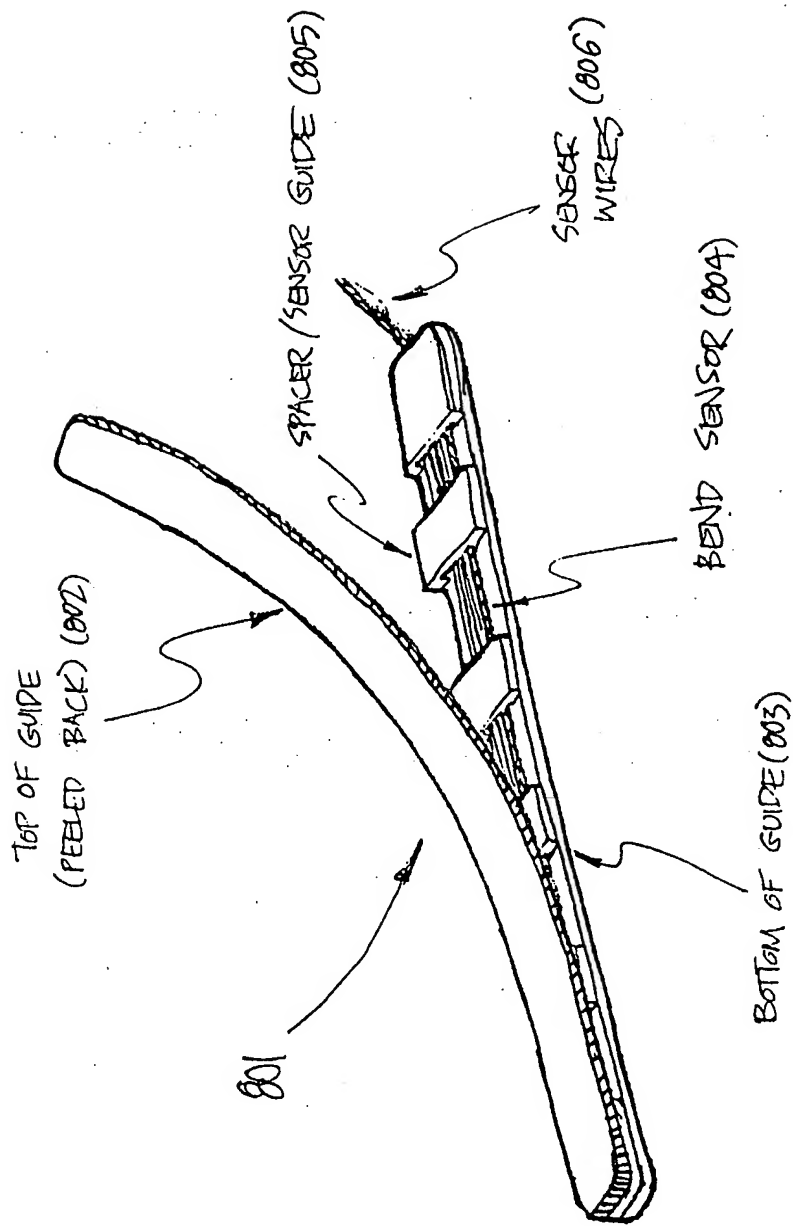 TOP OF GUIDE
(PEELED BACK) (802)
SPACER/SENSOR GUIDE (805)
SENSOR
WIRES (806)
801
BEND SENSOR (804)
BOTTOM OF GUIDE (803)